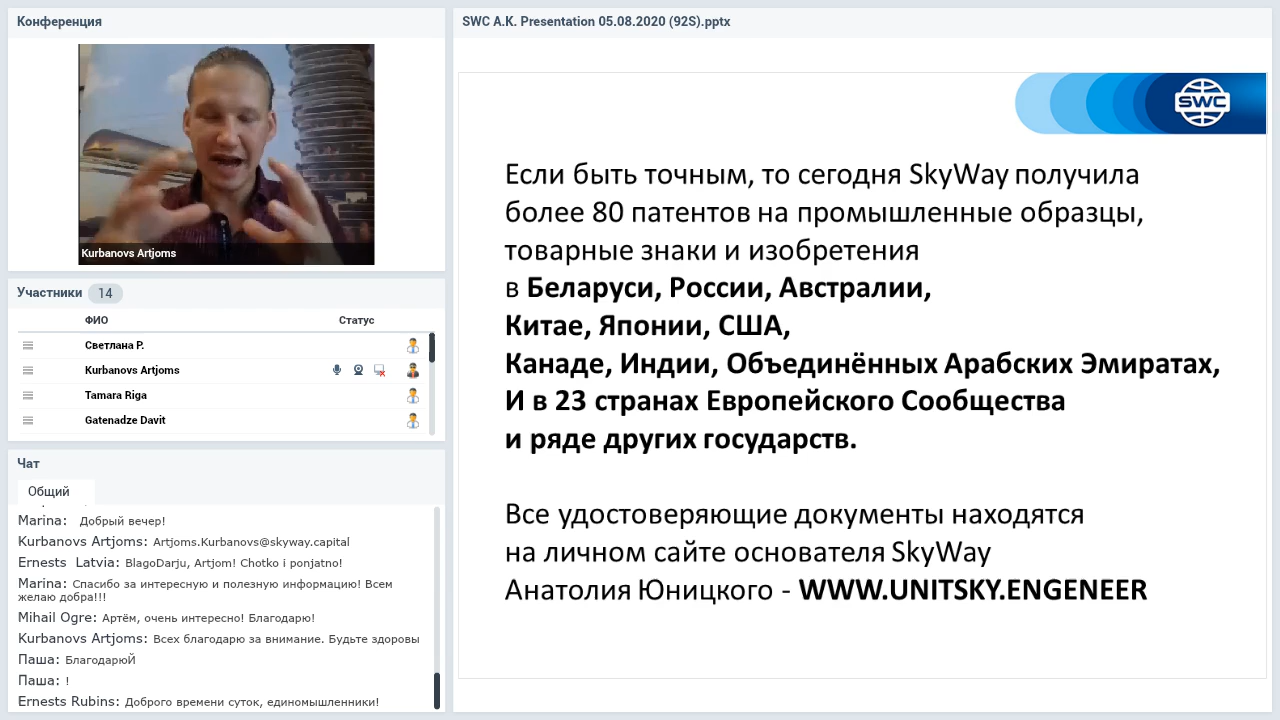 Конференция
Kurbanovs Artjoms
Участники 14
ФИО Статус
Светлана Р.
Kurbanovs Artjoms
Tamara Riga
Gatenadze Davit
Чат
Общий
Marina: Добрый вечер!
Kurbanovs Artjoms: Artjoms.Kurbanovs@skyway.capital
Ernests Latvia: BlagoDarju, Artjom! Chotko i ponjatno!
Marina: Спасибо за интересную и полезную информацию! Всем
желаю добра!!!
Mihail Ogre: Артём, очень интересно! Благодарю!
Kurbanovs Artjoms: Всех благодарю за внимание. Будьте здоровы
Паша: БлагодарюЙ
Паша: !
Ernests Rubins: Доброго времени суток, единомышленники!
SWC A.K. Presentation 05.08.2020 (92S).pptx
SWC
Если быть точным, то сегодня SkyWay получила
более 80 патентов на промышленные образцы,
товарные знаки и изобретения
в Беларуси, России, Австралии,
Китае, Японии, США,
Канаде, Индии, Объединённых Арабских Эмиратах,
И в 23 странах Европейского Сообщества
и ряде других государств.
Все удостоверяющие документы находятся
на личном сайте основателя SkyWay
Анатолия Юницкого - WWW.UNITSKY.ENGENEER